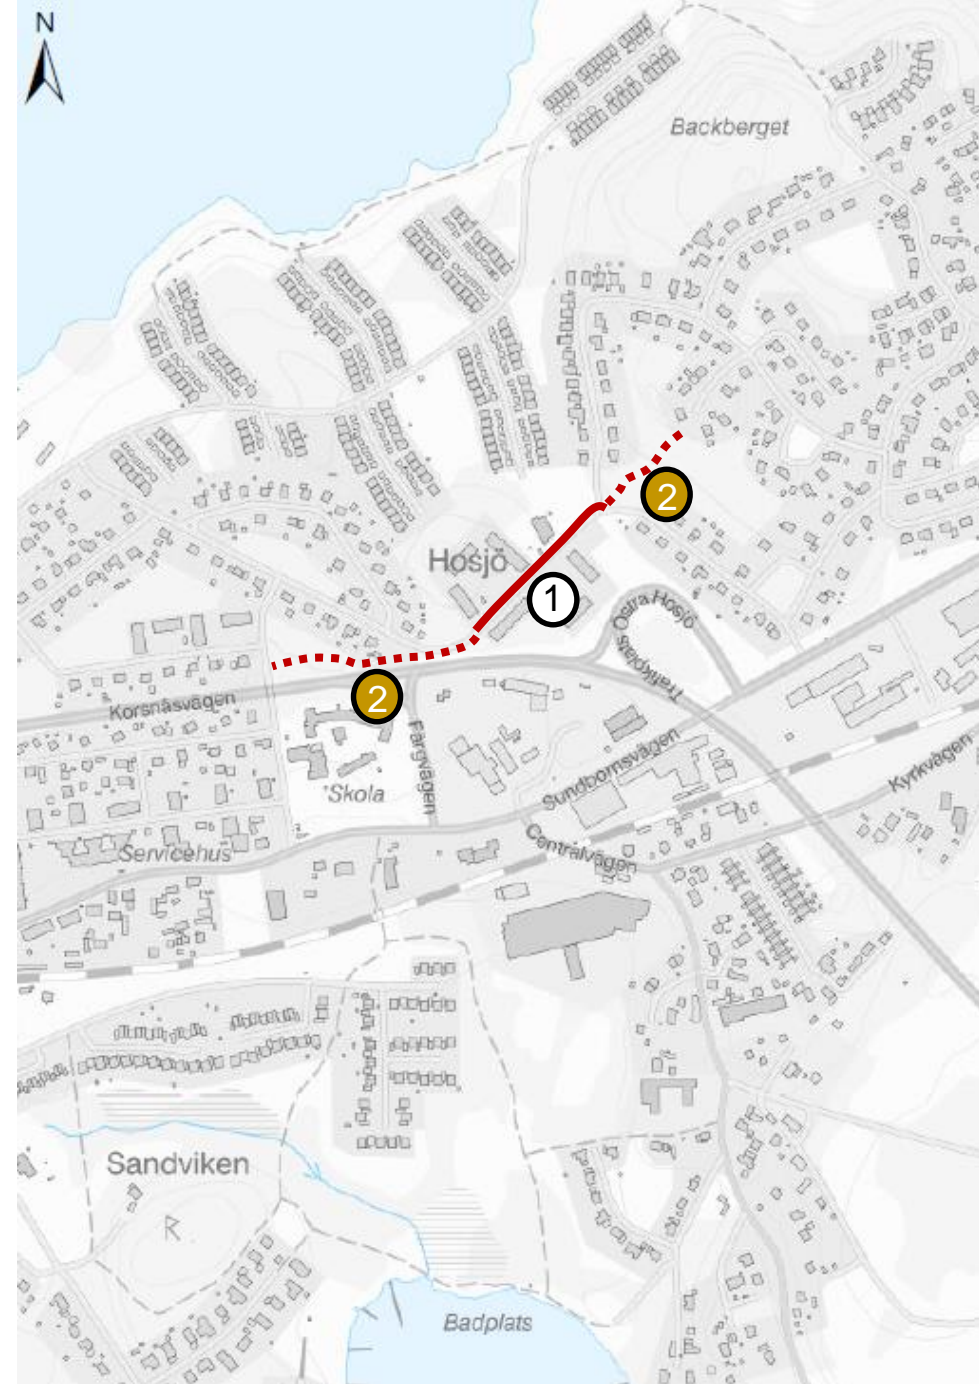 N
Backberget
2
Hosjö
1
Trafikplats Östra Hosjö
2
Korsnäsvägen
Färgvägen
Skola
Sundbornsvägen
Kyrkvägen
Servicehus
Centralvägen
Sandviken
Badplats